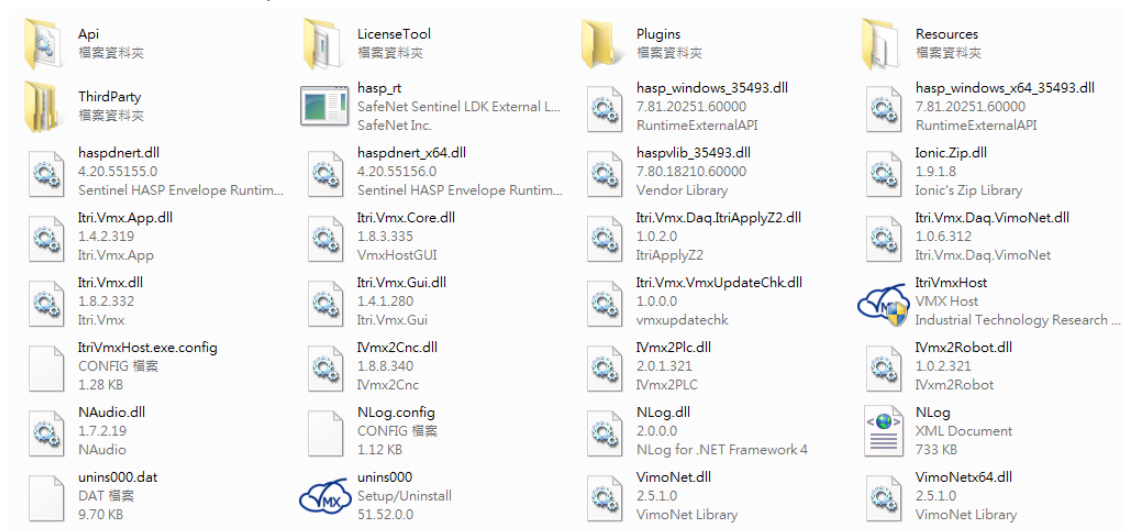 Api
檔案資料夾
LicenseTool
檔案資料夾
Plugins
檔案資料夾
Resources
檔案資料夾
ThirdParty
檔案資料夾
hasp_rt
SafeNet Sentinel LDK External L...
SafeNet Inc.
hasp_windows_35493.dll
7.81.20251.60000
RuntimeExternalAPI
hasp_windows_x64_35493.dll
7.81.20251.60000
RuntimeExternalAPI
haspdnert.dll
4.20.55155.0
Sentinel HASP Envelope Runtim...
haspdnert_x64.dll
4.20.55156.0
Sentinel HASP Envelope Runtim...
haspvlib_35493.dll
7.80.18210.60000
Vendor Library
Ionic.Zip.dll
1.9.1.8
Ionic's Zip Library
Itri.Vmx.App.dll
1.4.2.319
Itri.Vmx.App
Itri.Vmx.Core.dll
1.8.3.335
VmxHostGUI
Itri.Vmx.Daq.ItriApplyZ2.dll
1.0.2.0
ItriApplyZ2
Itri.Vmx.Daq.VimoNet.dll
1.0.6.312
Itri.Vmx.Daq.VimoNet
Itri.Vmx.dll
1.8.2.332
Itri.Vmx
Itri.Vmx.Gui.dll
1.4.1.280
Itri.Vmx.Gui
Itri.Vmx.VmxUpdateChk.dll
1.0.0.0
vmxupdatechk
ItriVmxHost
VMX Host
Industrial Technology Research ...
ItriVmxHost.exe.config
CONFIG 檔案
1.28 KB
IVmx2Cnc.dll
1.8.8.340
IVmx2Cnc
IVmx2Plc.dll
2.0.1.321
IVmx2PLC
IVmx2Robot.dll
1.0.2.321
IVxm2Robot
NAudio.dll
1.7.2.19
NAudio
NLog.config
CONFIG 檔案
1.12 KB
NLog.dll
2.0.0.0
NLog for .NET Framework 4
NLog
XML Document
733 KB
unins000.dat
DAT 檔案
9.70 KB
VMX
unins000
Setup/Uninstall
51.52.0.0
VimoNet.dll
2.5.1.0
VimoNet Library
VimoNetx64.dll
2.5.1.0
VimoNet Library